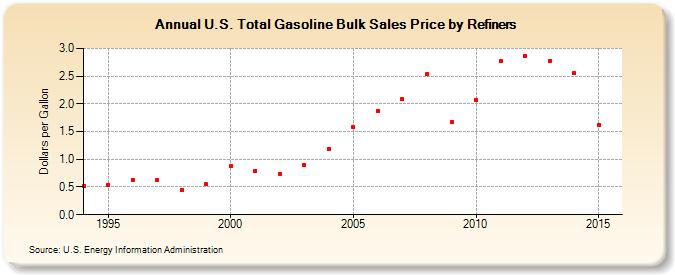 Annual U.S. Total Gasoline Bulk Sales Price by Refiners
Dollars per Gallon
3.0
2.5
2.0
1.5
1.0
0.5
0.0
1995 2000 2005 2010 2015
Source: U.S. Energy Information Administration